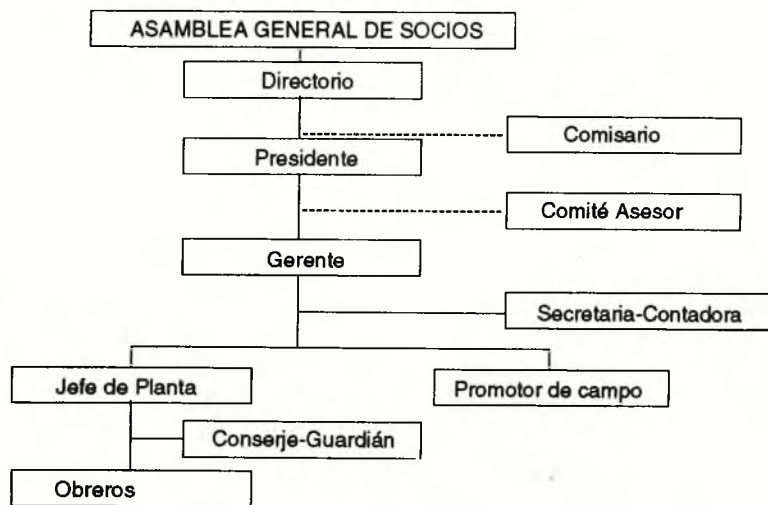 ASAMBLEA GENERAL DE SOCIOS
Directorio
Comisario
Presidente
Comité Asesor
Gerente
Secretaria-Contadora
Jefe de Planta
Promotor de campo
Conserje-Guardián
Obreros